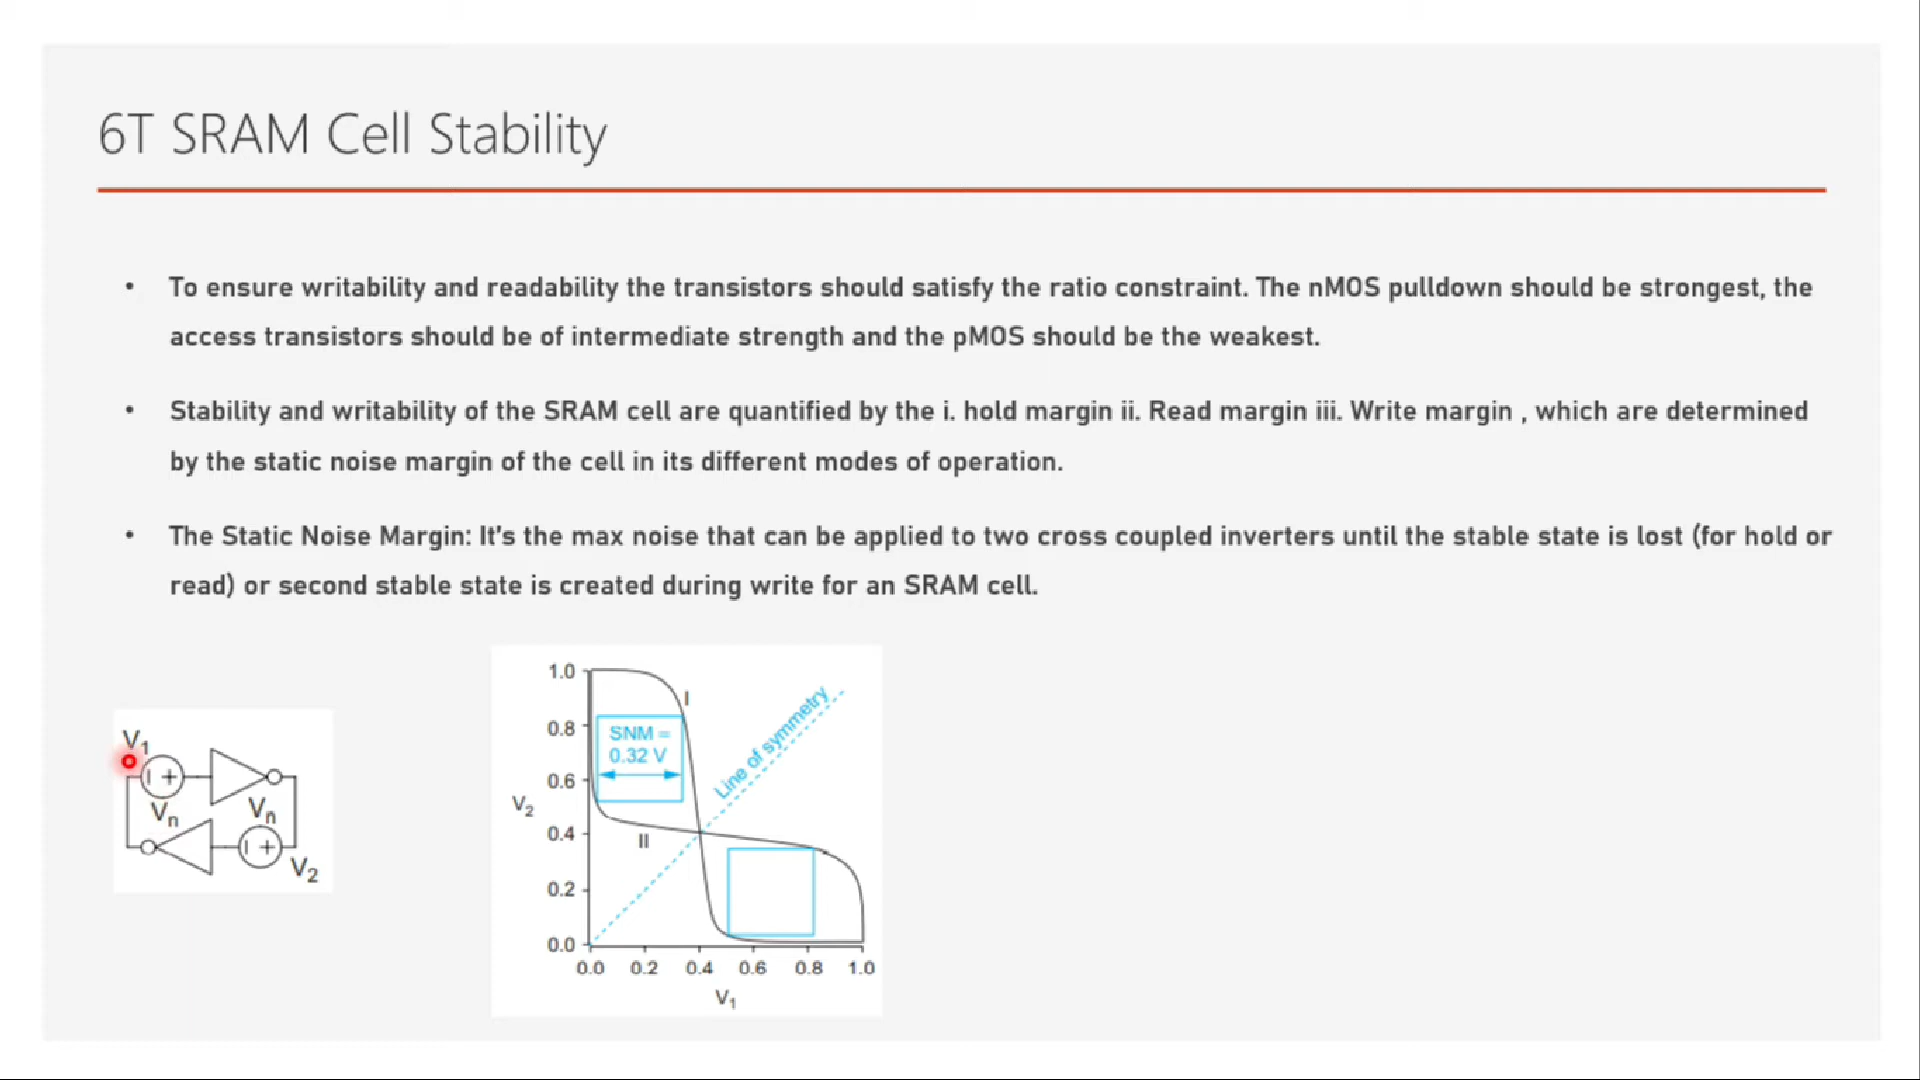 6T SRAM Cell Stability
• To ensure writability and readability the transistors should satisfy the ratio constraint. The nMOS pulldown should be strongest, the
access transistors should be of intermediate strength and the pMOS should be the weakest.
• Stability and writability of the SRAM cell are quantified by the i. hold margin ii. Read margin iii. Write margin , which are determined
by the static noise margin of the cell in its different modes of operation.
• The Static Noise Margin: It's the max noise that can be applied to two cross coupled inverters until the stable state is lost (for hold or
read) or second stable state is created during write for an SRAM cell.
V1
Vn
Vn
V2
1.0
I
0.8
SNM =
0.32 V
Line of symmetry
0.6
V2
0.4
II
0.2
0.0
0.0 0.2 0.4 0.6 0.8 1.0
V1